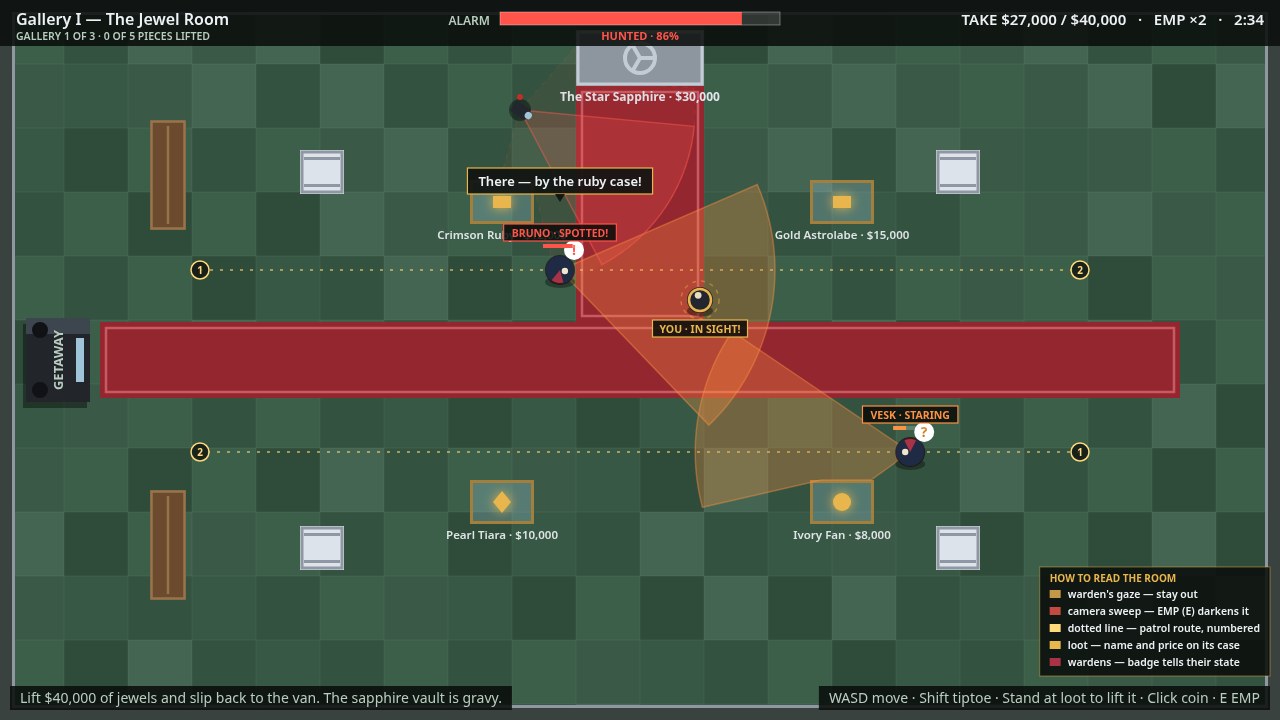 Gallery I — The Jewel Room
GALLERY 1 OF 3 · 0 OF 5 PIECES LIFTED
ALARM
HUNTED · 86%
TAKE $27,000 / $40,000 · EMP ×2 · 2:34
The Star Sapphire · $30,000
There — by the ruby case!
Crimson
BRUNO · SPOTTED!
!
Gold Astrolabe · $15,000
1
2
YOU · IN SIGHT!
GETAWAY
VESK · STARING
?
2
1
Pearl Tiara · $10,000
Ivory Fan · $8,000
HOW TO READ THE ROOM
warden's gaze — stay out
camera sweep — EMP (E) darkens it
dotted line — patrol route, numbered
loot — name and price on its case
wardens — badge tells their state
Lift $40,000 of jewels and slip back to the van. The sapphire vault is gravy.
WASD move · Shift tiptoe · Stand at loot to lift it · Click coin · E EMP